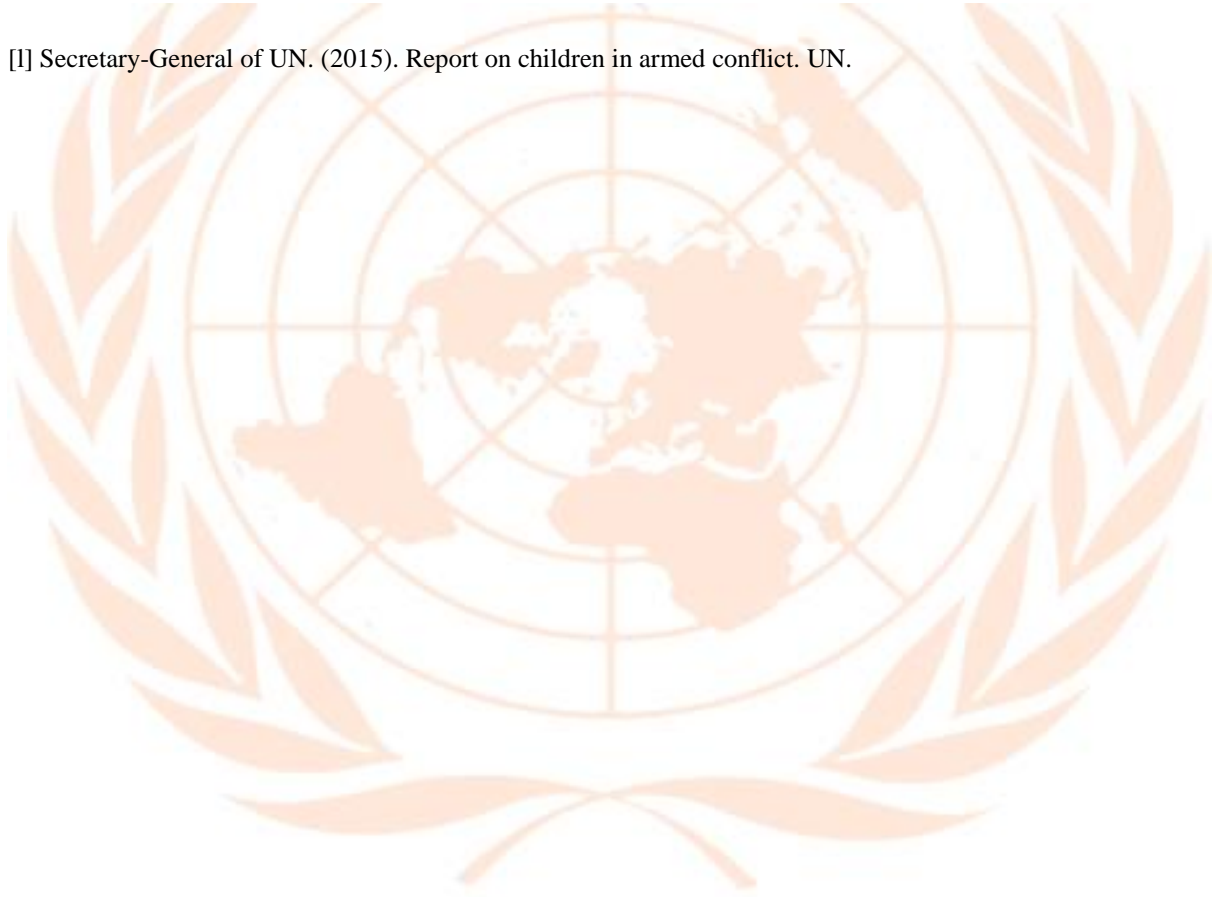 [l] Secretary-General of UN. (2015). Report on children in armed conflict. UN.